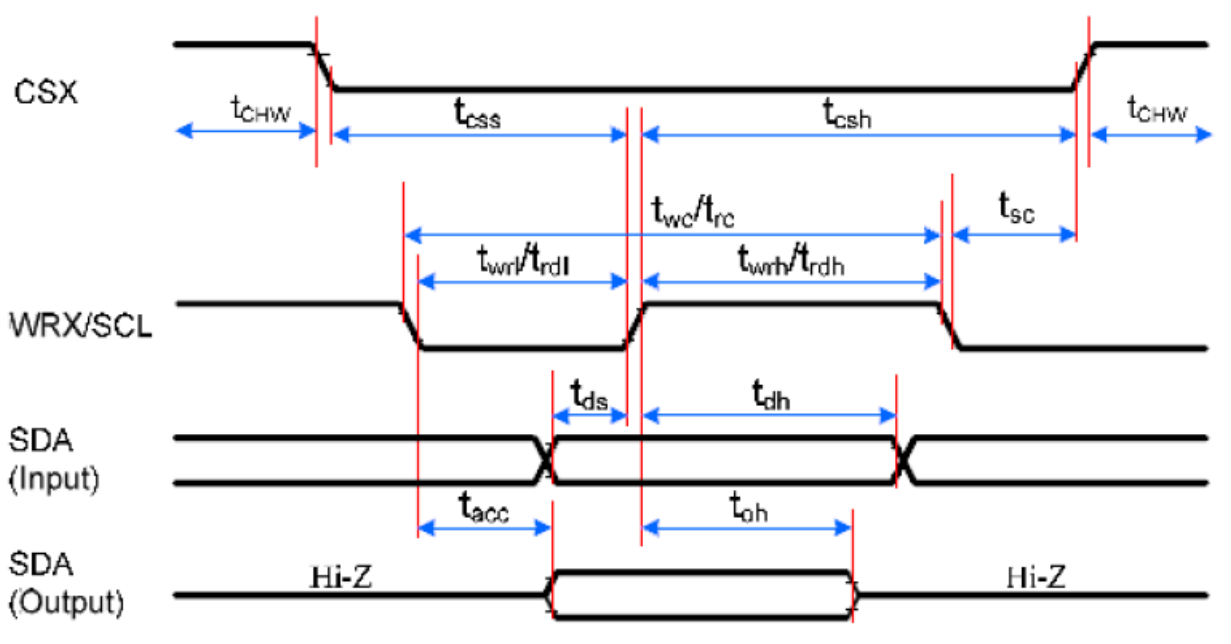 CSX
tCHW
tcss
tcsh
tCHW
twc/trc
tsc
twrl/trdl
twrh/trdh
WRX/SCL
tds
tdh
SDA
(Input)
tacc
toh
SDA
(Output)
Hi-Z
Hi-Z